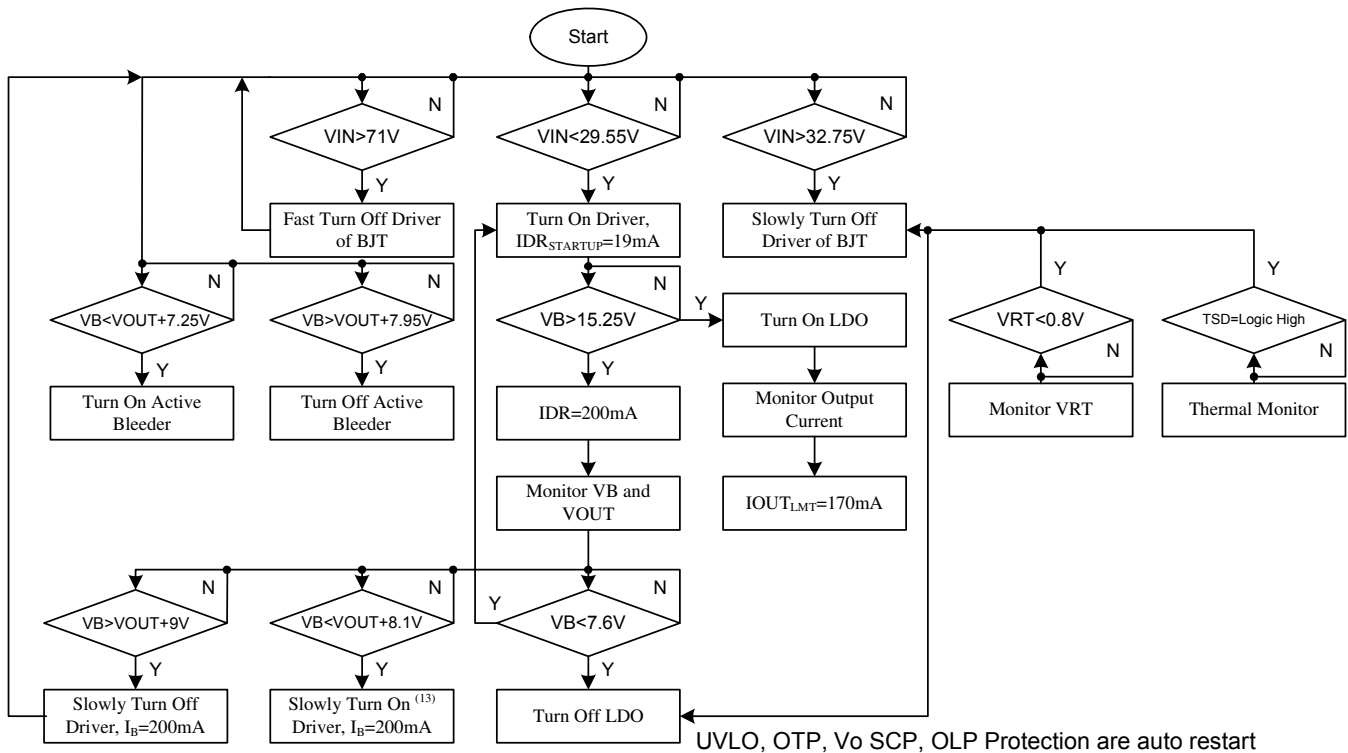 Start
N
N
N
VIN>71V
VIN<29.55V
VIN>32.75V
Y
Y
Y
Fast Turn Off Driver
of BJT
Turn On Driver,
IDRSTARTUP=19mA
Slowly Turn Off
Driver of BJT
N
N
N
Y
Y
VB<VOUT+7.25V
VB>VOUT+7.95V
VB>15.25V
Y
Turn On LDO
VRT<0.8V
TSD=Logic High
N
N
Y
Y
Y
Turn On Active
Bleeder
Turn Off Active
Bleeder
IDR=200mA
Monitor Output
Current
Monitor VRT
Thermal Monitor
Monitor VB and
VOUT
IOUTLMT=170mA
N
N
N
Y
VB>VOUT+9V
VB<VOUT+8.1V
VB<7.6V
Y
Y
Y
Slowly Turn Off
Driver, IB=200mA
Slowly Turn On (13)
Driver, IB=200mA
Turn Off LDO
UVLO, OTP, Vo SCP, OLP Protection are auto restart